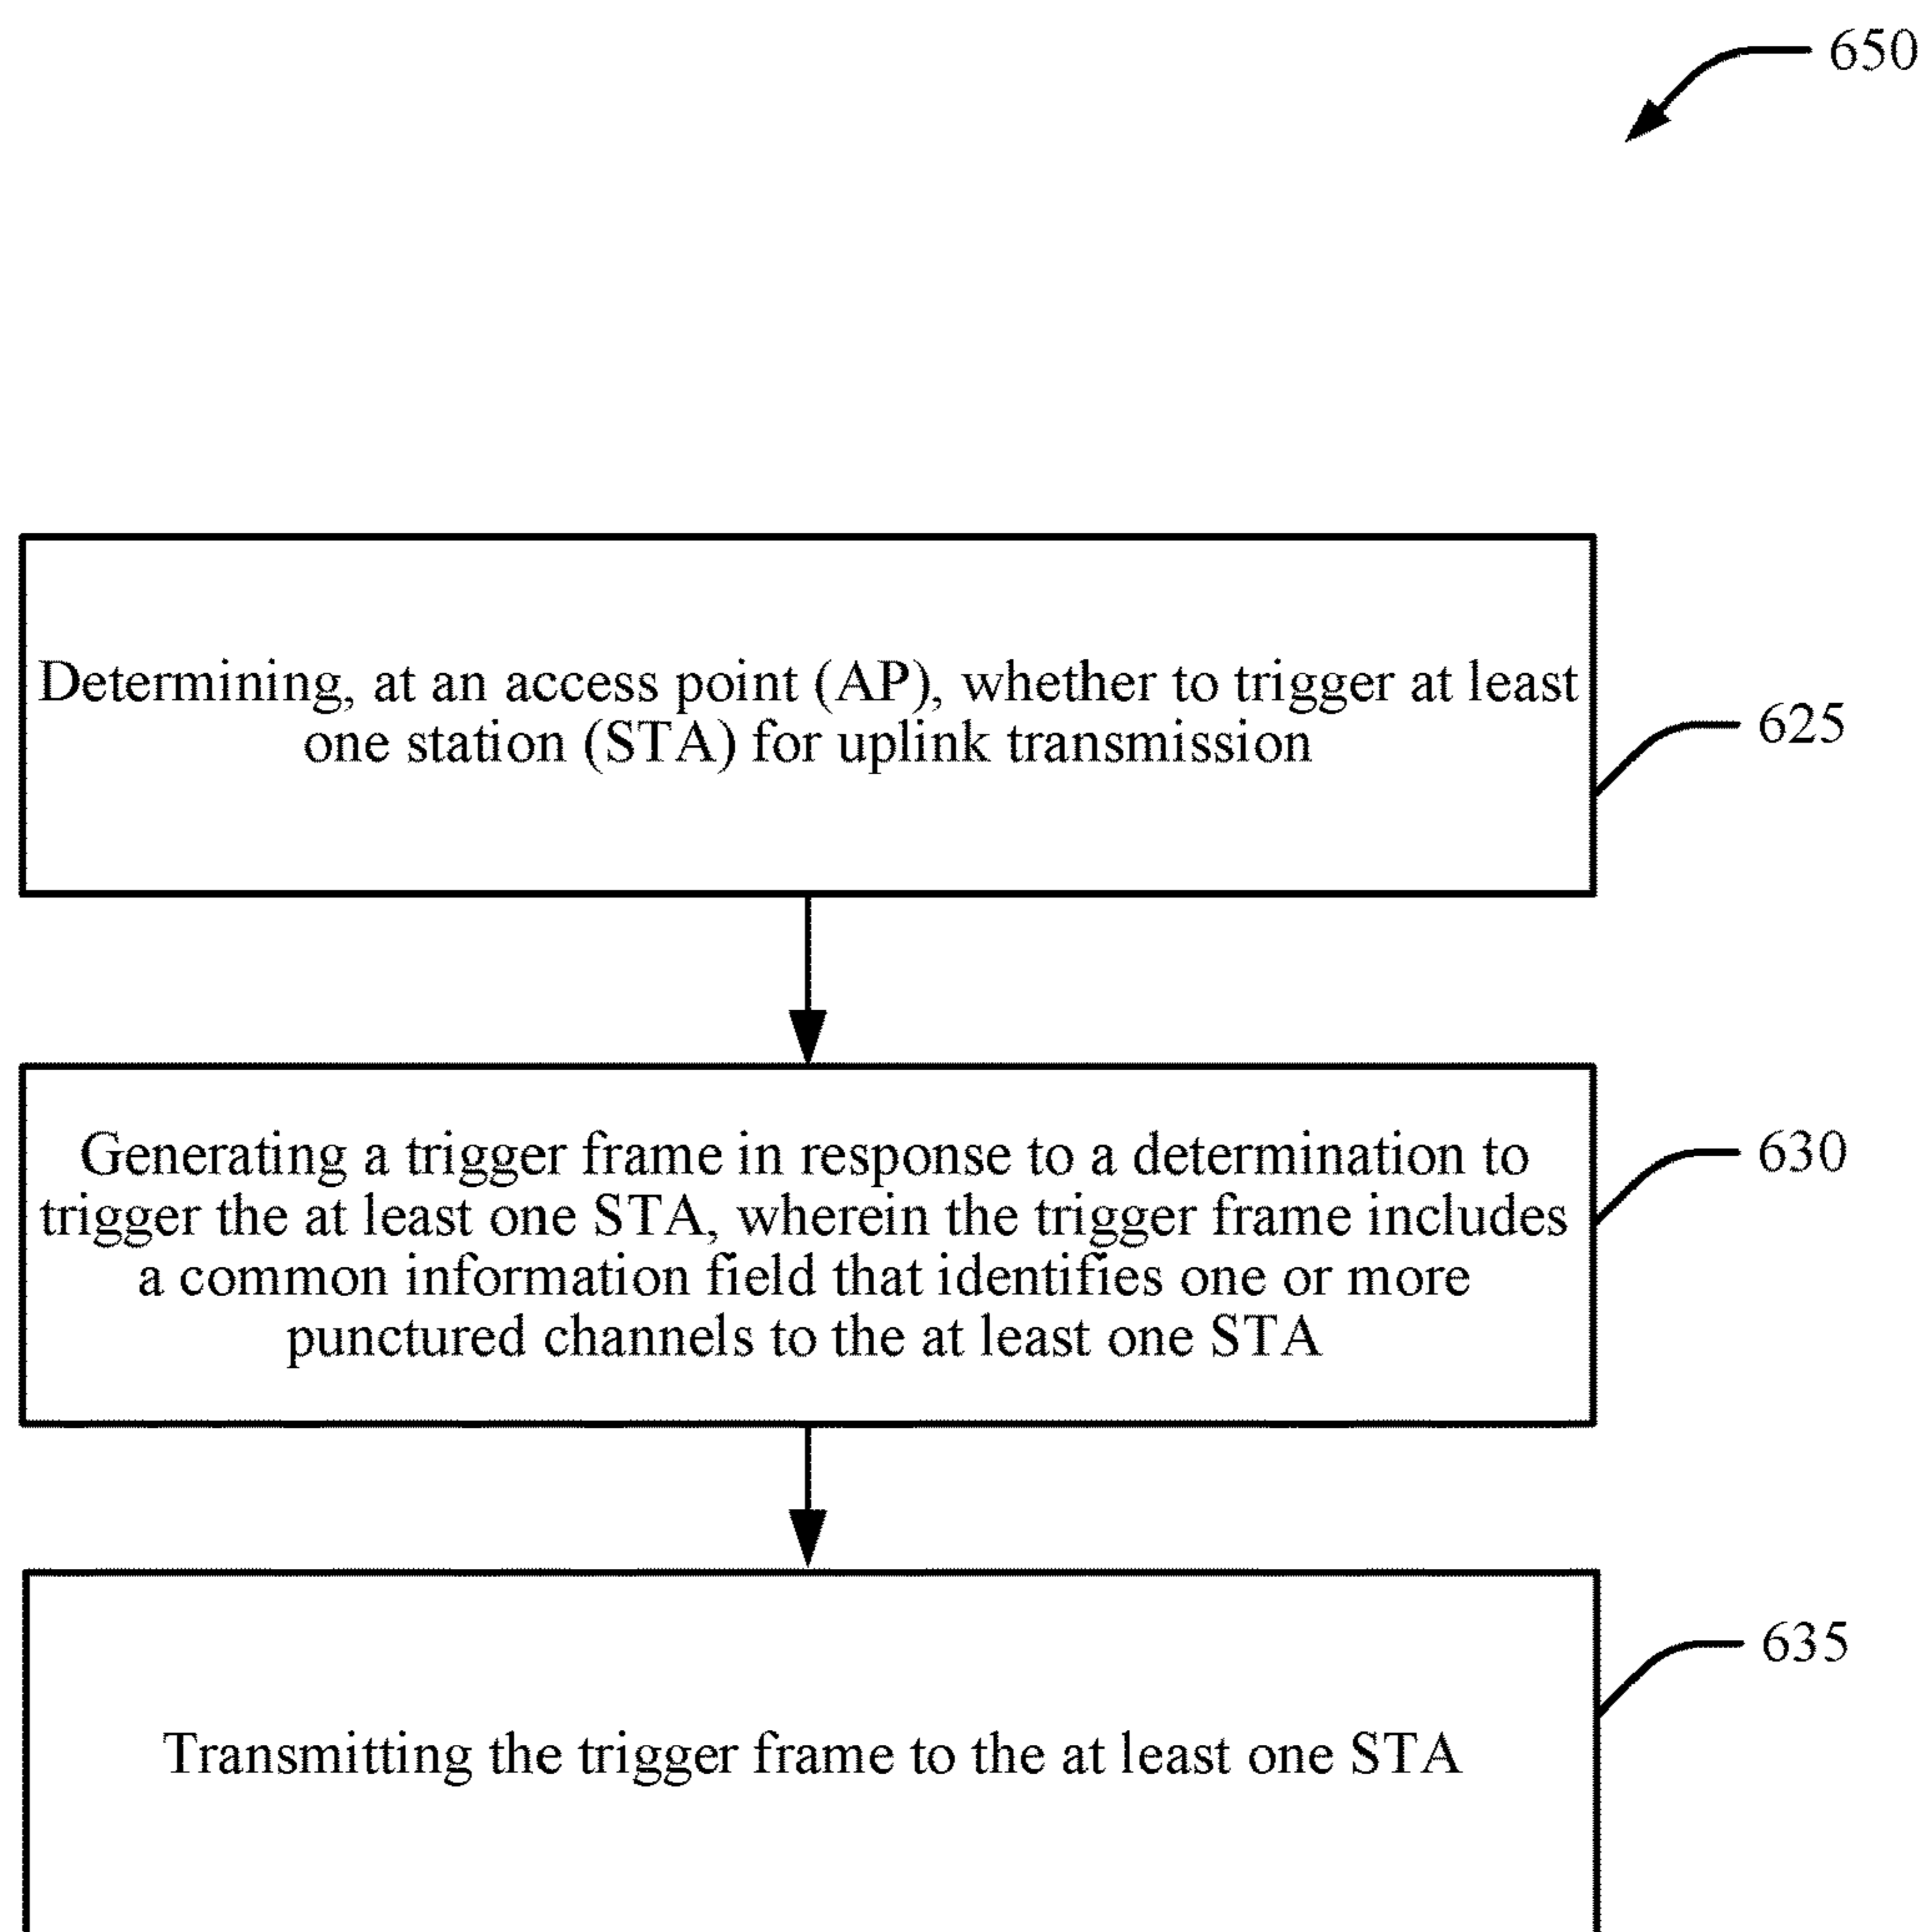 650
Determining, at an access point (AP), whether to trigger at least
one station (STA) for uplink transmission
625
Generating a trigger frame in response to a determination to
trigger the at least one STA, wherein the trigger frame includes
a common information field that identifies one or more
punctured channels to the at least one STA
630
Transmitting the trigger frame to the at least one STA
635